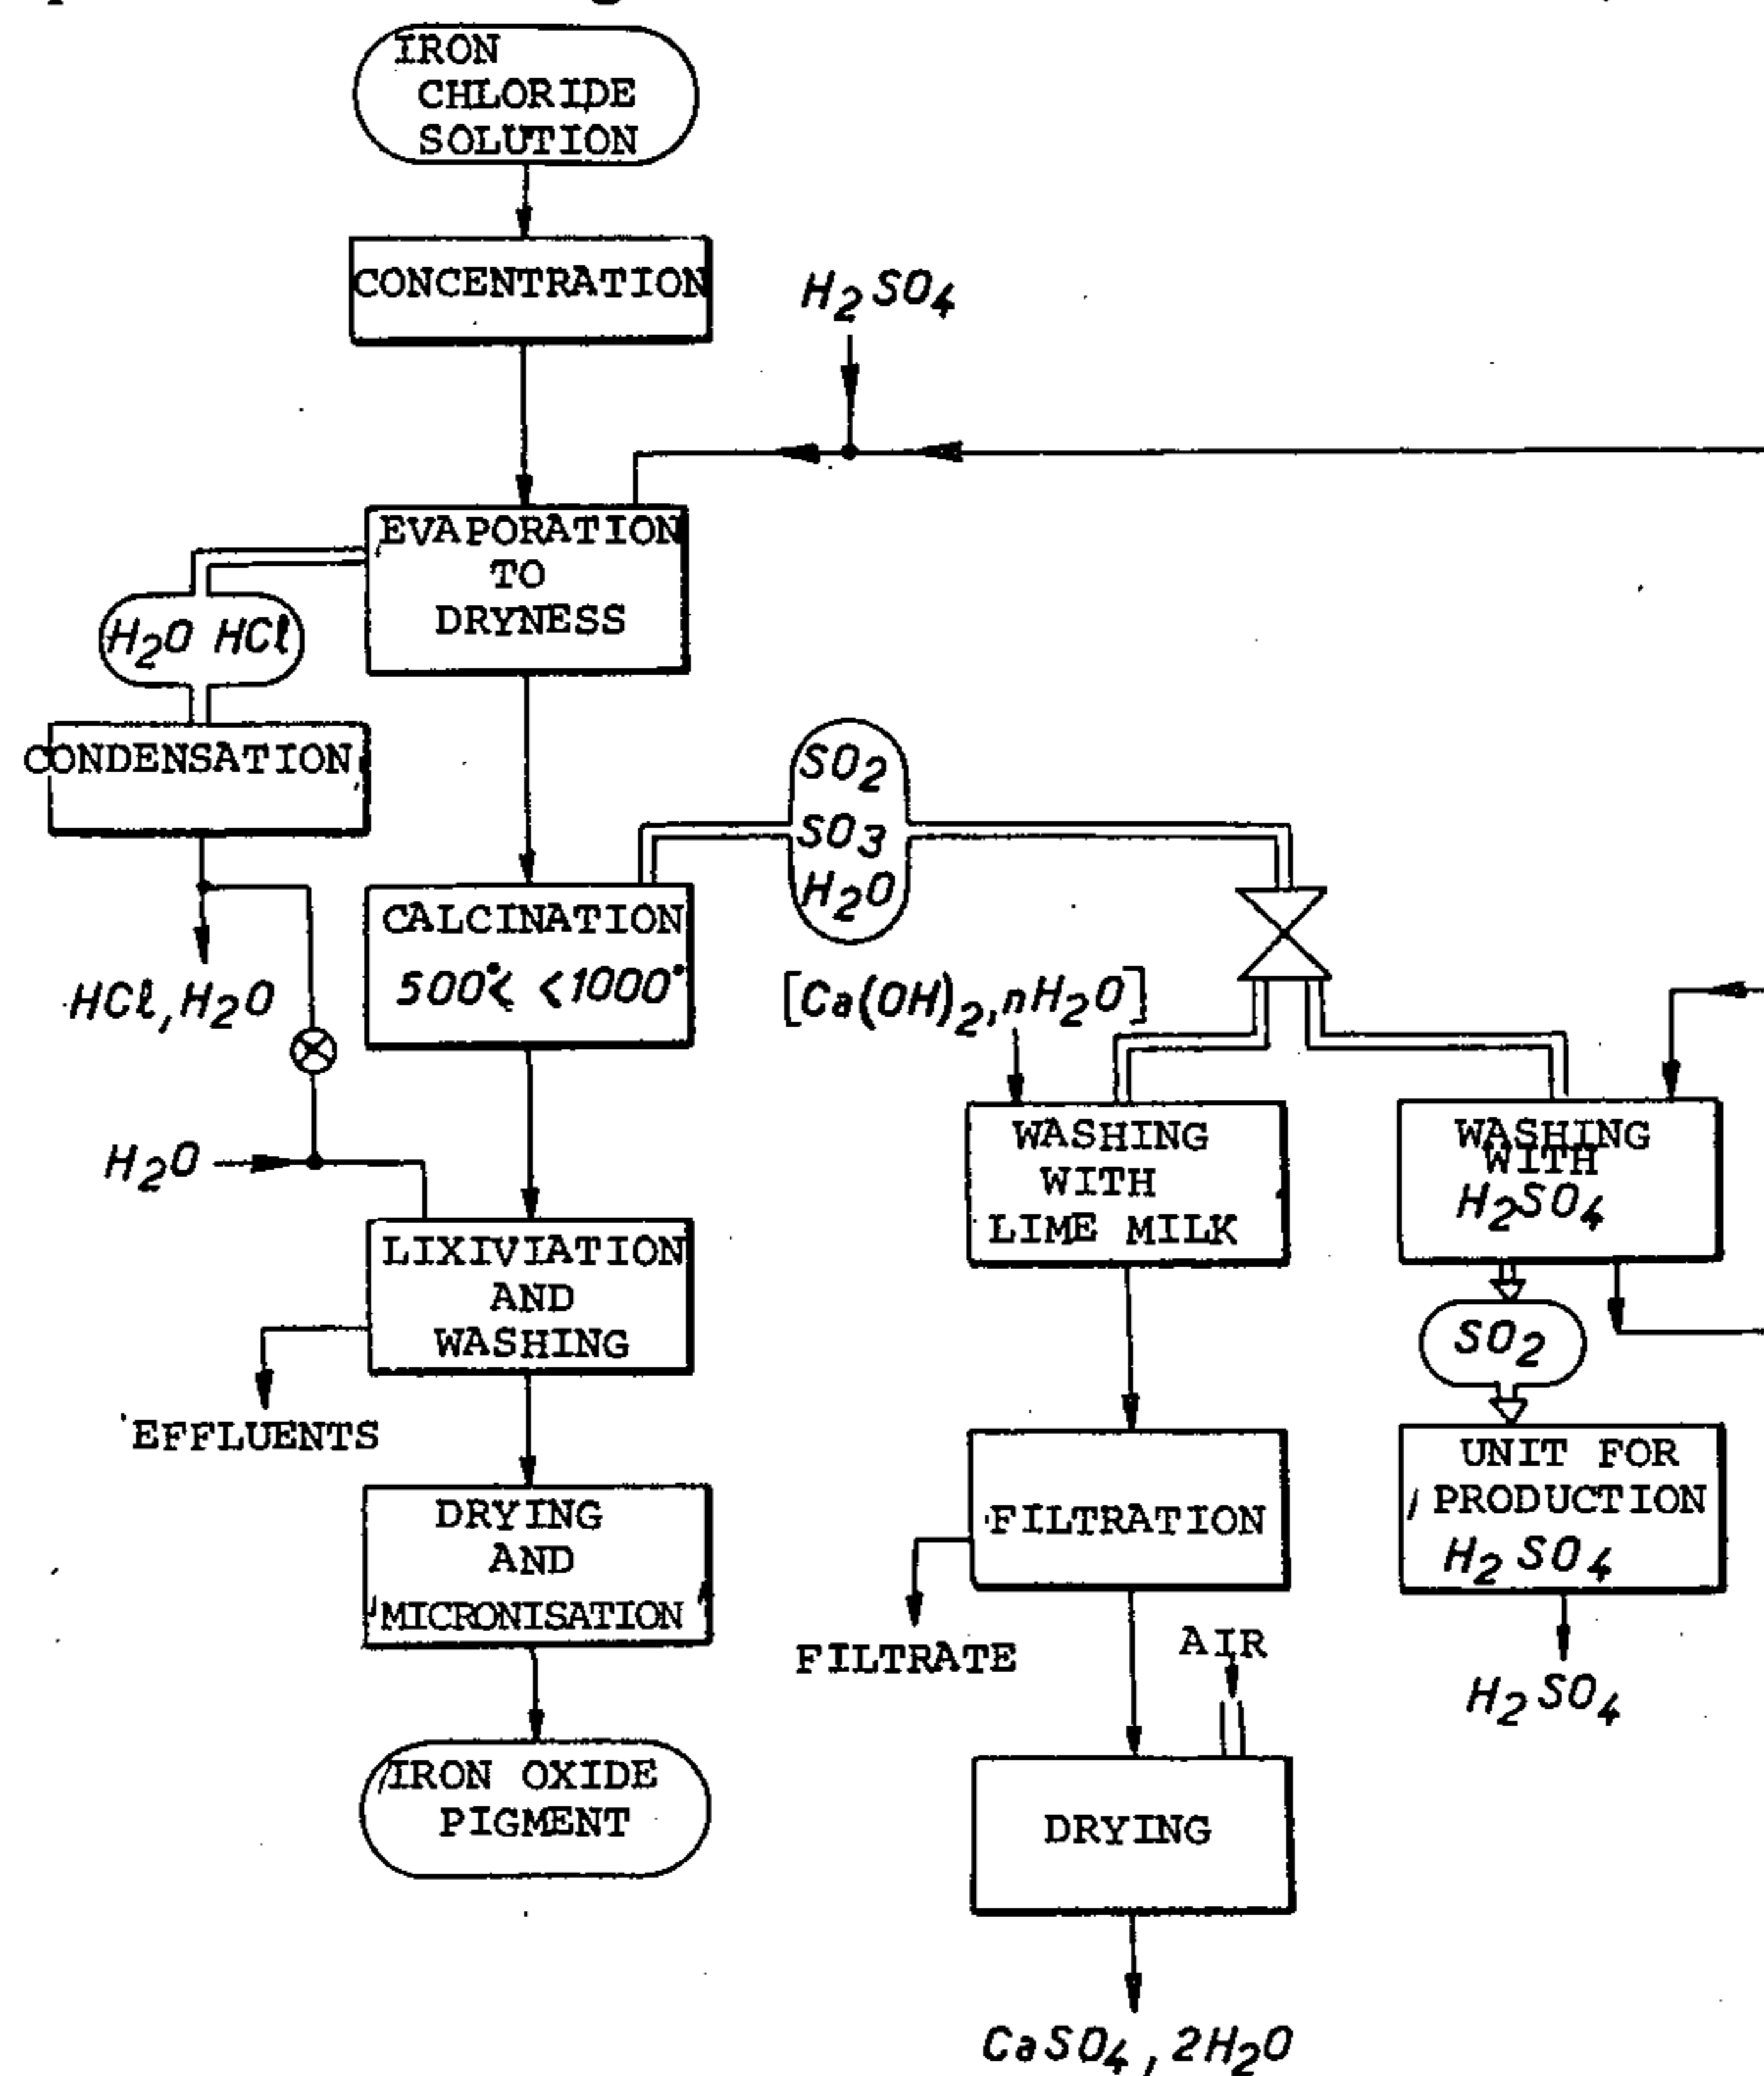 IRON
CHLORIDE
SOLUTION
CONCENTRATION
H₂SO₄
EVAPORATION
TO
DRYNESS
H₂O HCl
CONDENSATION
SO₂
SO₃
H₂O
CALCINATION
500°< <1000°
HCl, H₂O
[Ca(OH)₂,nH₂O]
H₂O
WASHING
WITH
LIME MILK
WASHING
WITH
H₂SO₄
LIXIVIATION
AND
WASHING
SO₂
EFFLUENTS
UNIT FOR
PRODUCTION
H₂SO₄
DRYING
AND
MICRONISATION
FILTRATION
FILTRATE
AIR
H₂SO₄
IRON OXIDE
PIGMENT
DRYING
CaSO₄, 2H₂O